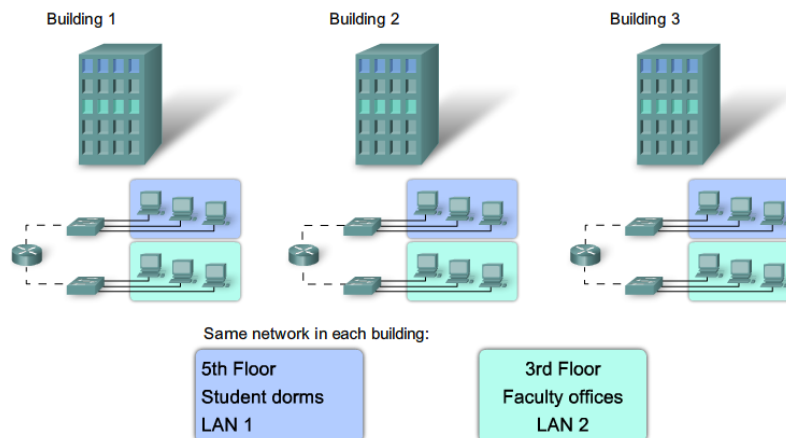 Building 1
Building 2
Building 3
Same network in each building:
5th Floor
Student dorms
LAN 1
3rd Floor
Faculty offices
LAN 2